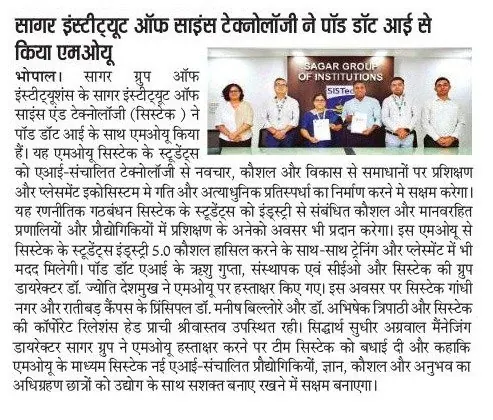 सागर इंस्टीट्यूट ऑफ साइंस टेक्नोलॉजी ने पॉड डॉट आई से
किया एमओयू
भोपाल। सागर ग्रुप ऑफ
इंस्टीट्यूशंस के सागर इंस्टीट्यूट ऑफ
साइंस एंड टेक्नोलॉजी (सिस्टेक ) ने
पॉड डॉट आई के साथ एमओयू किया
हैं। यह एमओयू सिस्टेक के स्टूडेंट्स
SAGAR GROUP
OF INSTITUTIONS
SISTec
को एआई-संचालित टेक्नोलॉजी से नवचार, कौशल और विकास से समाधानों पर प्रशिक्षण
और प्लेसमेंट इकोसिस्टम मे गति और अत्याधुनिक प्रतिस्पर्धा का निर्माण करने मे सक्षम करेगा।
यह रणनीतिक गठबंधन सिस्टेक के स्टूडेंट्स को इंड्स्ट्री से संबंधित कौशल और मानवरहित
प्रणालियों और प्रौद्योगिकियों में प्रशिक्षण के अनेको अवसर भी प्रदान करेगा। इस एमओयू से
सिस्टेक के स्टूडेंट्स इंड्स्ट्री 5.0 कौशल हासिल करने के साथ-साथ ट्रेनिंग और प्लेस्मेंट में भी
मदद मिलेगी। पॉड डॉट एआई के ऋशु गुप्ता, संस्थापक एवं सीईओ और सिस्टेक की ग्रुप
डायरेक्टर डॉ. ज्योति देशमुख ने एमओयू पर हस्ताक्षर किए गए। इस अवसर पर सिस्टेक गांधी
नगर और रातीबड़ कैंपस के प्रिंसिपल डॉ. मनीष बिल्लोरे और डॉ. अभिषेक त्रिपाठी और सिस्टेक
की कॉर्पोरेट रिलेशंस हेड प्राची श्रीवास्तव उपस्थित रही। सिद्धार्थ सुधीर अग्रवाल मैनेजिंग
डायरेक्टर सागर ग्रुप ने एमओयू हस्ताक्षर करने पर टीम सिस्टेक को बधाई दी और कहाकि
एमओयू के माध्यम सिस्टेक नई एआई-संचालित प्रौद्योगिकियों, ज्ञान, कौशल और अनुभव का
अधिग्रहण छात्रों को उद्योग के साथ सशक्त बनाए रखने में सक्षम बनाएगा।